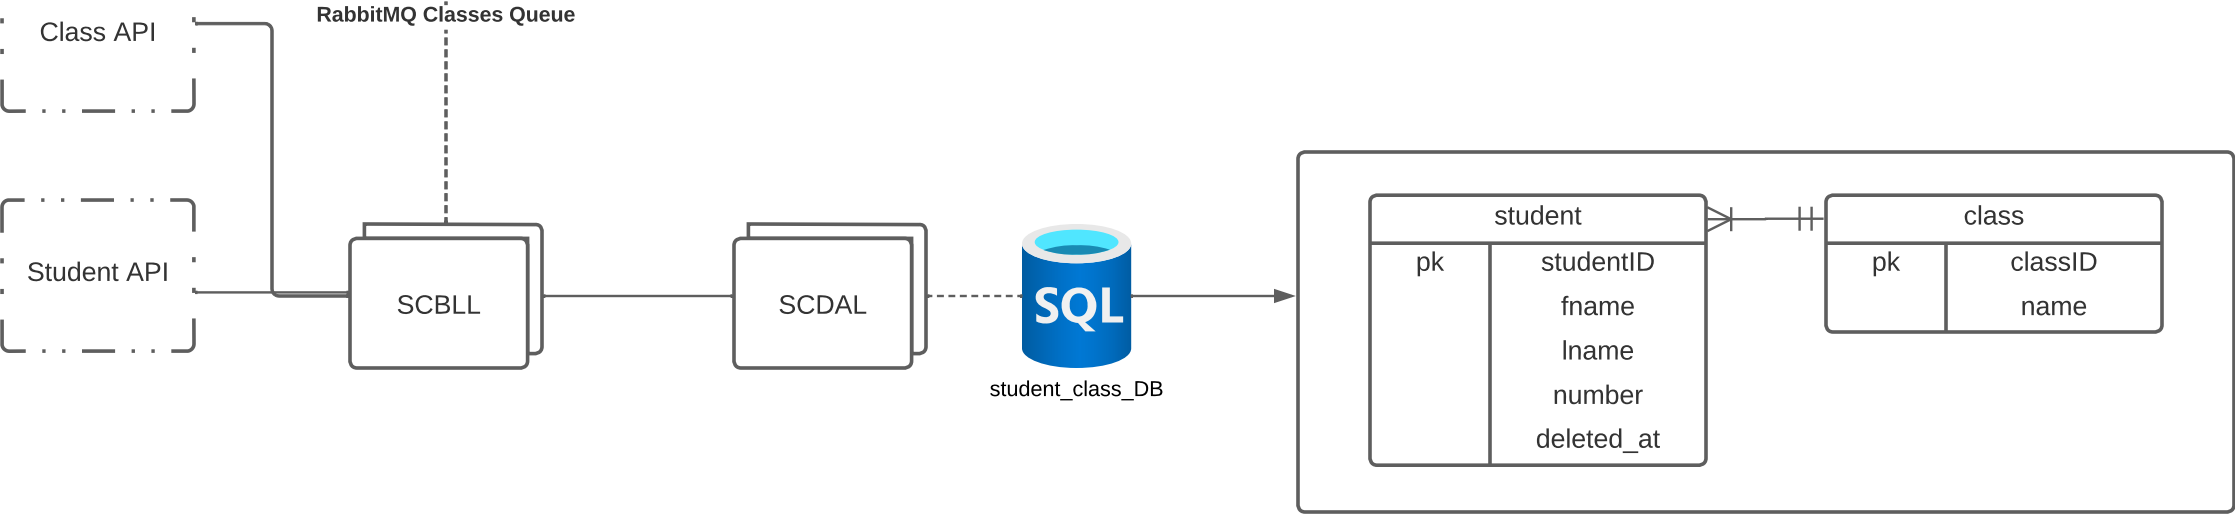 RabbitMQ Classes Queue
Class API
Student API
SCBLL
SCDAL
SQL
student_class_DB
student
pk studentID
fname
lname
number
deleted_at
class
pk classID
name